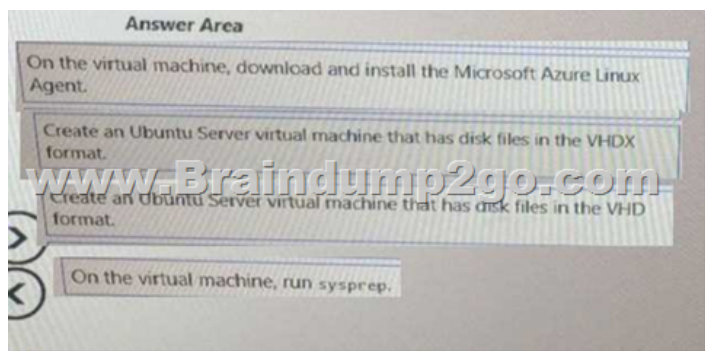 Answer Area
On the virtual machine, download and install the Microsoft Azure Linux
Agent.
Create an Ubuntu Server virtual machine that has disk files in the VHDX
format.
www.Braindump2go.com
Create an Ubuntu Server virtual machine that has disk files in the VHD
format.
On the virtual machine, run sysprep.